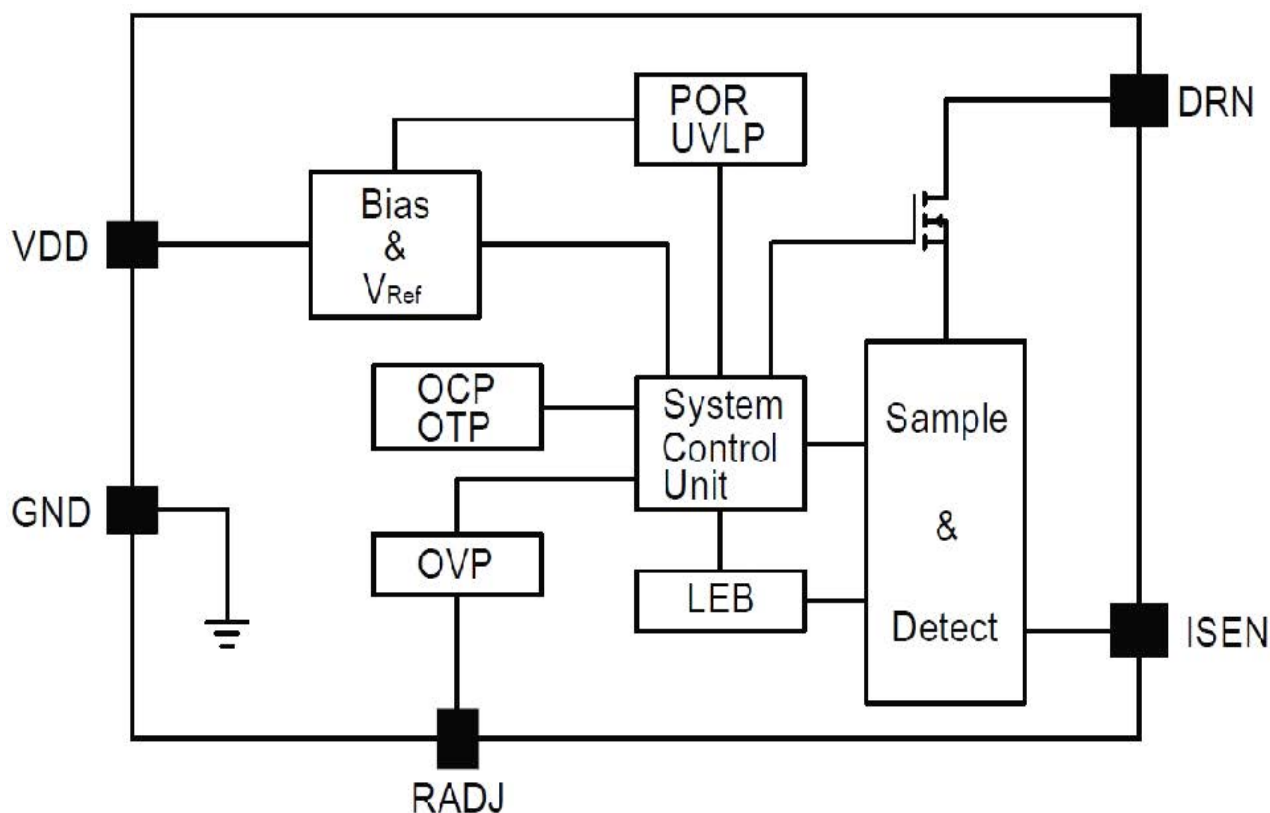 POR
UVLP
DRN
Bias
&
VRef
VDD
OCP
OTP
System
Control
Unit
Sample
&
Detect
GND
OVP
LEB
ISEN
RADJ